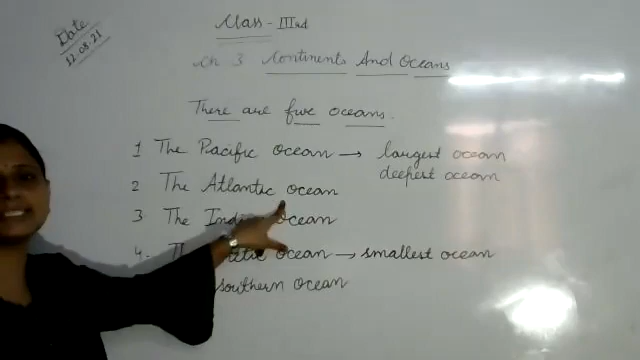 Date
12.08.21
Class - IIIrd
Ch 3 Continents And Oceans
There are five oceans.
1 The Pacific ocean → largest ocean
deepest ocean
2 The Atlantic ocean
3 The ocean
4. ocean → smallest ocean
southern ocean